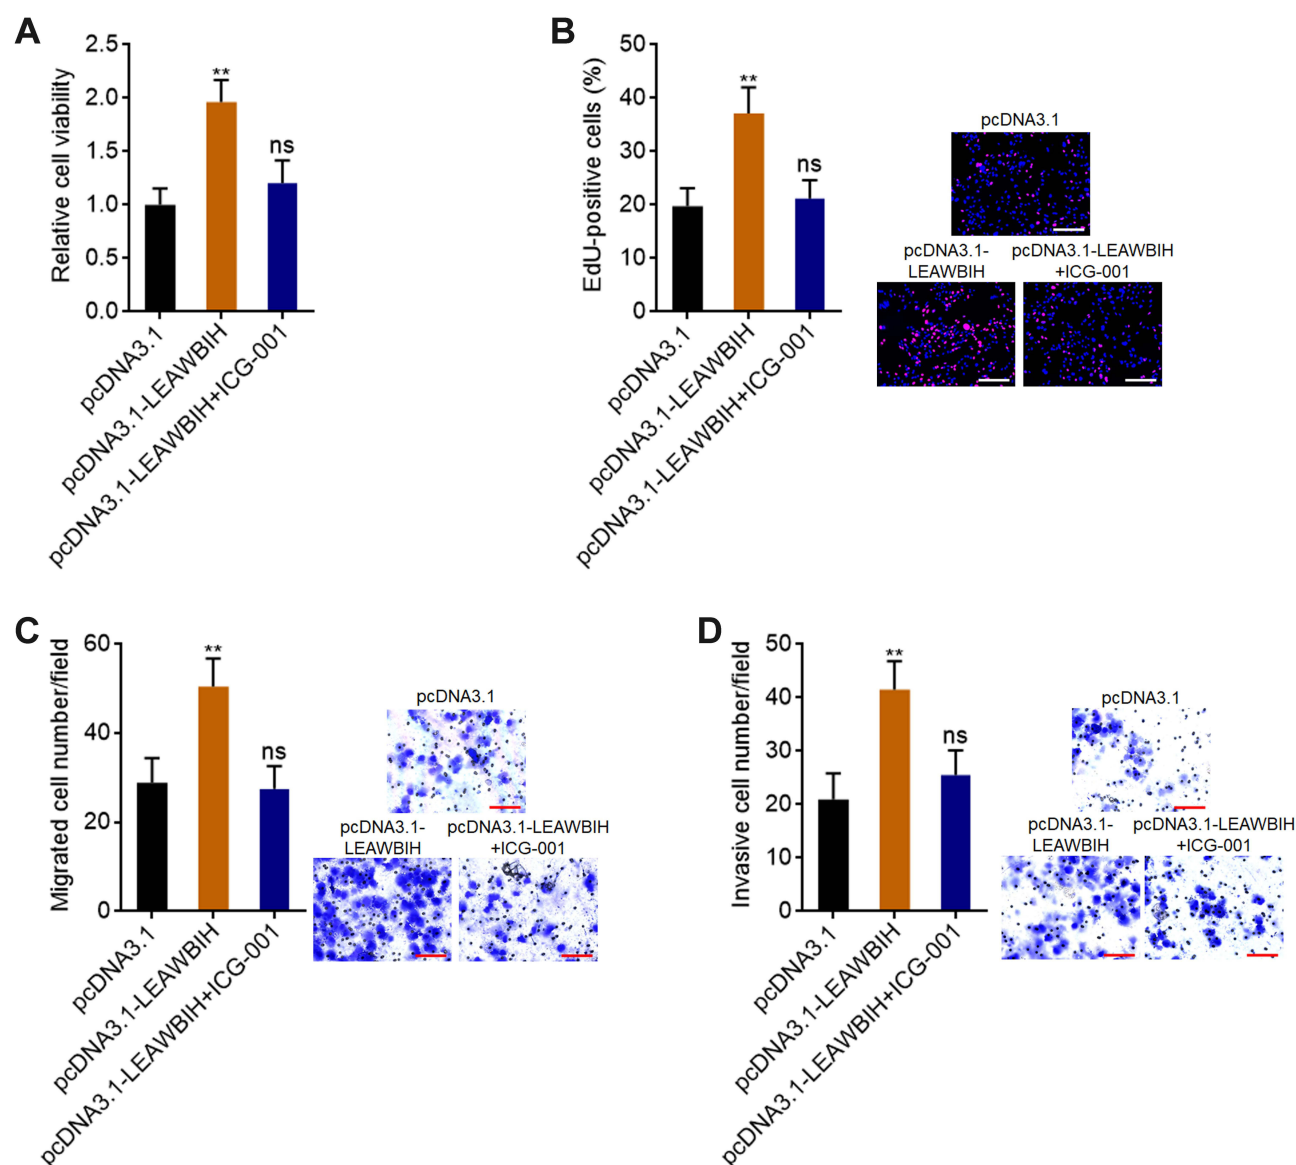 A
Relative cell viability
2.5
2.0
1.5
1.0
0.5
0.0
**
ns
pcDNA3.1
pcDNA3.1-LEAWBIH
pcDNA3.1-LEAWBIH+ICG-001
B
EdU-positive cells (%)
50
40
30
20
10
0
**
ns
pcDNA3.1
pcDNA3.1-LEAWBIH
pcDNA3.1-LEAWBIH+ICG-001
pcDNA3.1
pcDNA3.1-
LEAWBIH
pcDNA3.1-LEAWBIH
+ICG-001
C
Migrated cell number/field
60
40
20
0
**
ns
pcDNA3.1
pcDNA3.1-LEAWBIH
pcDNA3.1-LEAWBIH+ICG-001
pcDNA3.1
pcDNA3.1-
LEAWBIH
pcDNA3.1-LEAWBIH
+ICG-001
D
Invasive cell number/field
50
40
30
20
10
0
**
ns
pcDNA3.1
pcDNA3.1-LEAWBIH
pcDNA3.1-LEAWBIH+ICG-001
pcDNA3.1
pcDNA3.1-
LEAWBIH
pcDNA3.1-LEAWBIH
+ICG-001